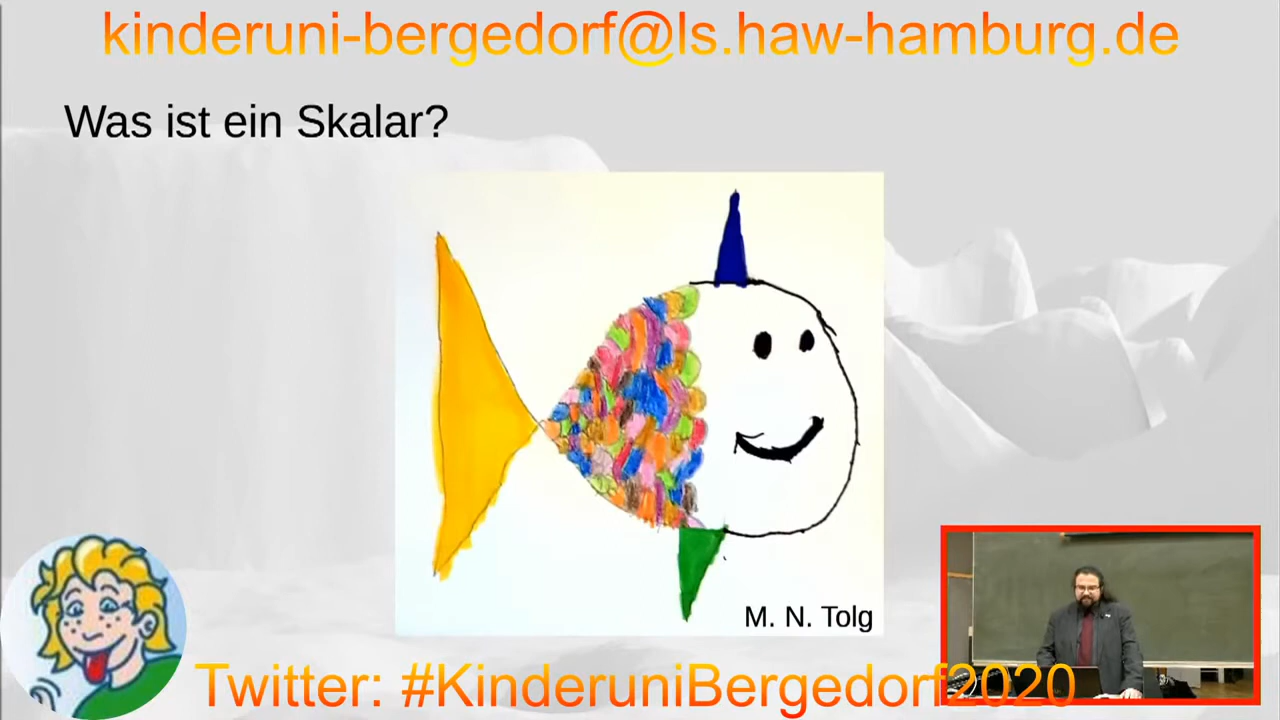 kinderuni-bergedorf@ls.haw-hamburg.de
Was ist ein Skalar?
M. N. Tolg
Twitter: #KinderuniBergedorf2020